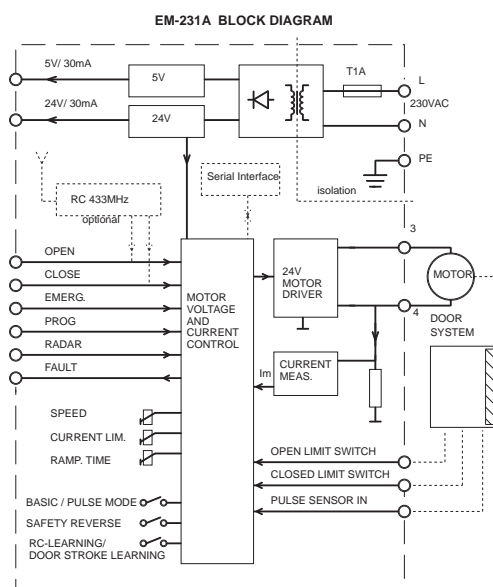 EM-231A BLOCK DIAGRAM
5V/ 30mA
5V
T1A
L
230VAC
24V/ 30mA
24V
N
PE
Serial Interface
isolation
RC 433MHz
optional
OPEN
CLOSE
EMERG.
PROG
RADAR
FAULT
MOTOR
VOLTAGE
AND
CURRENT
CONTROL
24V
MOTOR
DRIVER
3
MOTOR
4
DOOR
SYSTEM
Im
CURRENT
MEAS.
SPEED
CURRENT LIM.
RAMP. TIME
OPEN LIMIT SWITCH
CLOSED LIMIT SWITCH
PULSE SENSOR IN
BASIC / PULSE MODE
SAFETY REVERSE
RC-LEARNING/
DOOR STROKE LEARNING